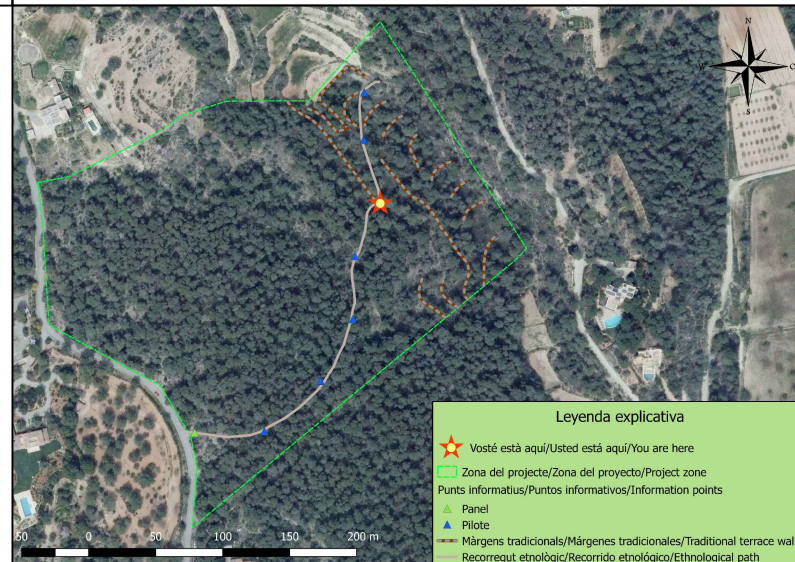 N
S
Leyenda explicativa
Vosté està aquí/Usted está aquí/You are here
Zona del projecte/Zona del proyecto/Project zone
Punts informatius/Puntos informativos/Information points
Panel
Pilote
Màrgens tradicionals/Márgenes tradicionales/Traditional terrace wal
Recorregut etnològic/Recorrido etnológico/Ethnological path
50 0 50 100 150 200 m